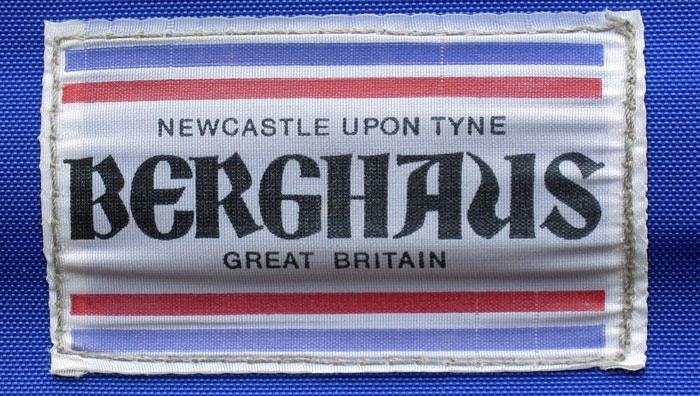 NEWCASTLE UPON TYNE
BERGHAUS
GREAT BRITAIN